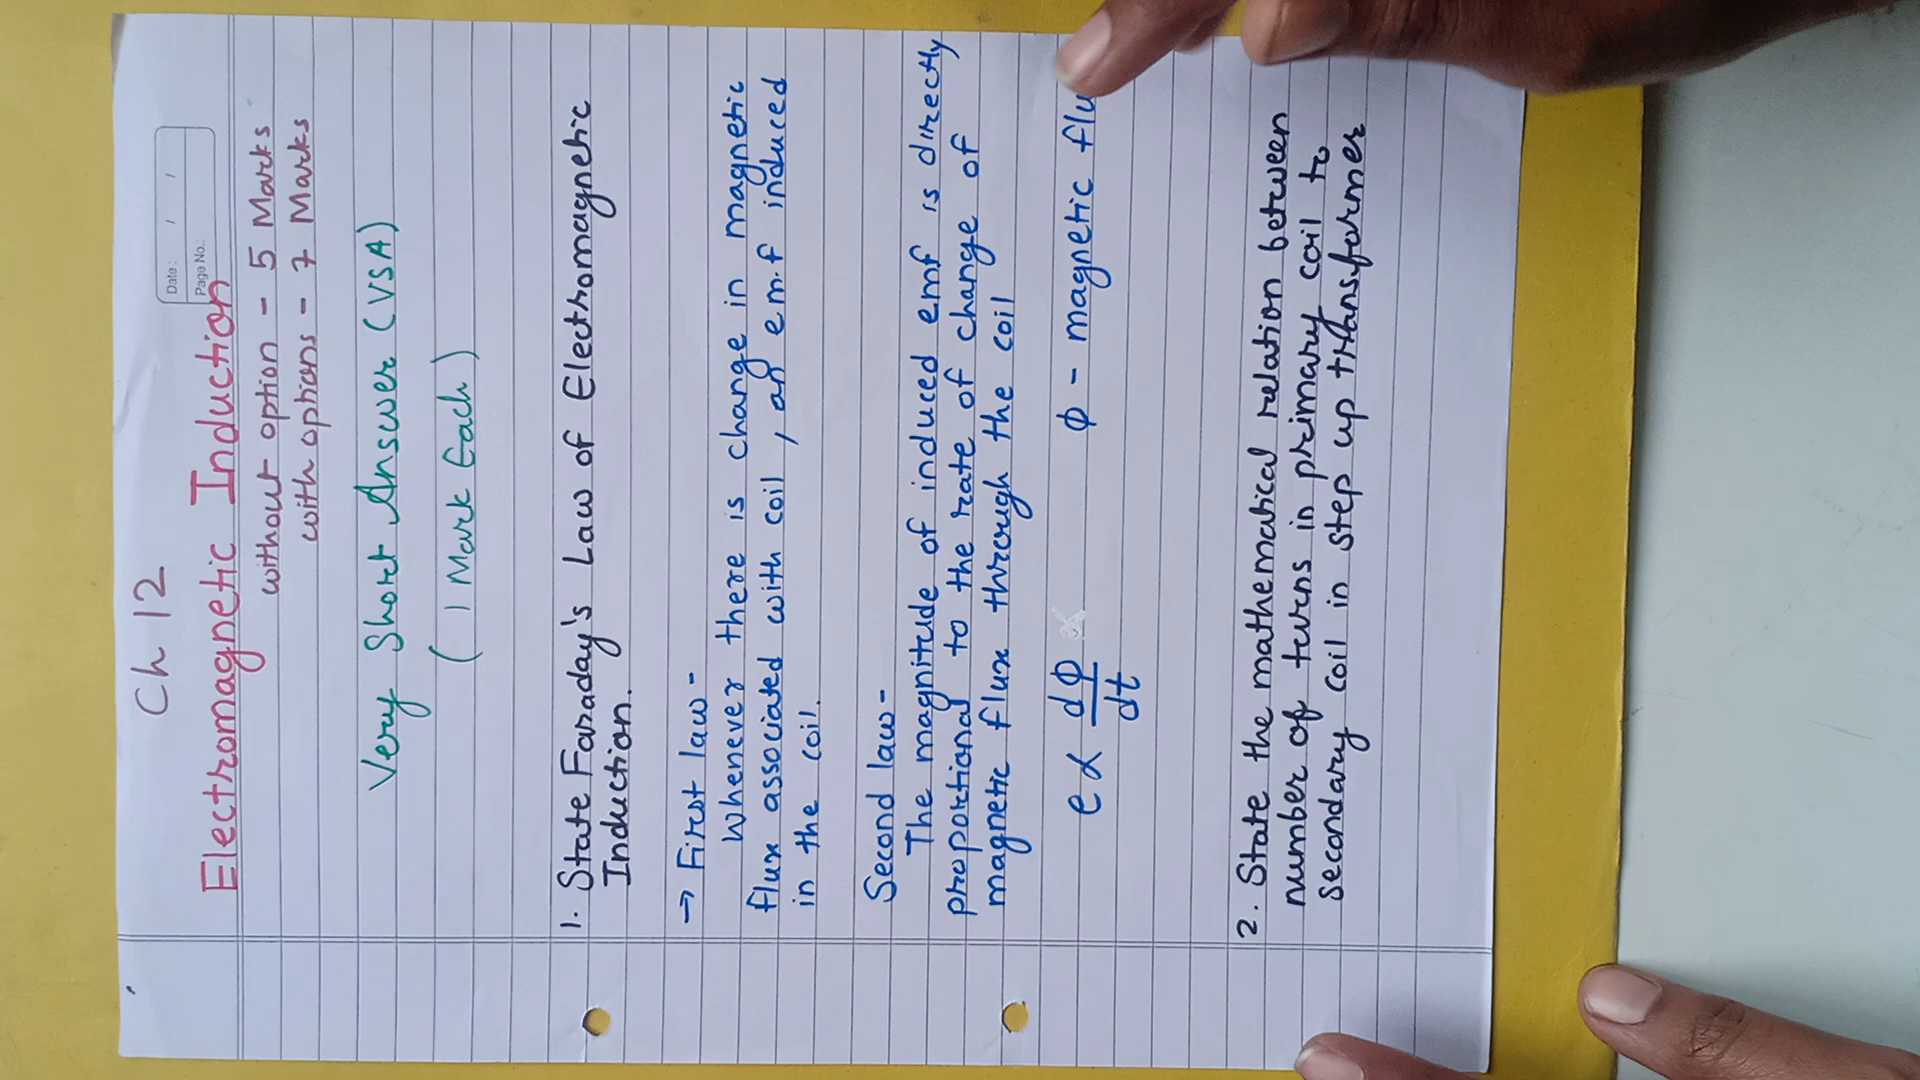 Date: / /
Page No.:
Ch 12
Electromagnetic Induction
without option - 5 Marks
with options - 7 Marks
Very Short Answer (VSA)
(1 Mark Each)
1. State Faraday's Law of Electromagnetic
Induction.
→ First law-
Whenever there is change in magnetic
flux associated with coil, an e.m.f induced
in the coil.
Second law-
The magnitude of induced emf is directly
proportional to the rate of change of
magnetic flux through the coil
e ∝ dφ/dt φ - magnetic flu
2. State the mathematical relation between
number of turns in primary coil to
secondary coil in step up transformer